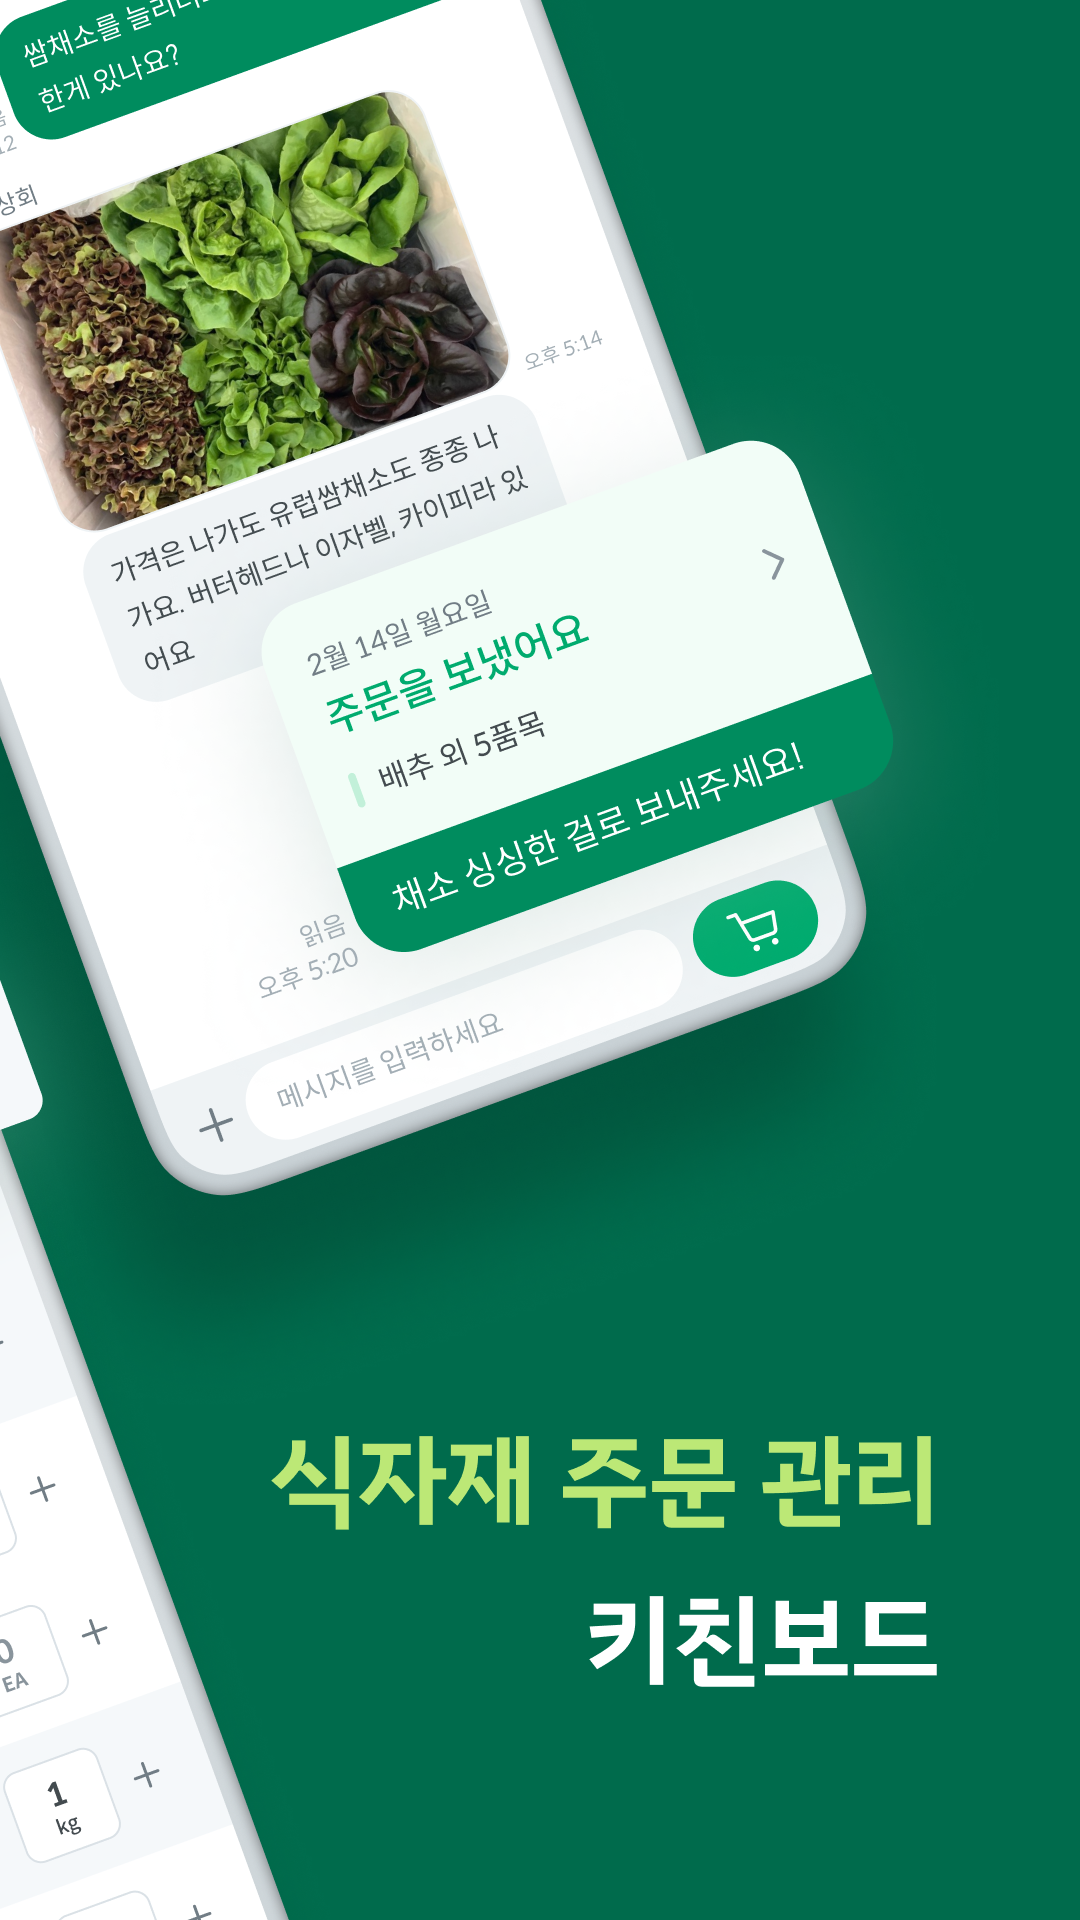 쌈채소를
한게 있나요?
12
상회
오후 5:14
가격은 나가도 유럽쌈채소도 종종 나
가요. 버터헤드나 이자벨, 카이피라 있
어요
2월 14일 월요일
주문을 보냈어요
배추 외 5품목
채소 싱싱한 걸로 보내주세요!
읽음
오후 5:20
메시지를 입력하세요
식자재 주문 관리
키친보드
0
EA
1
kg